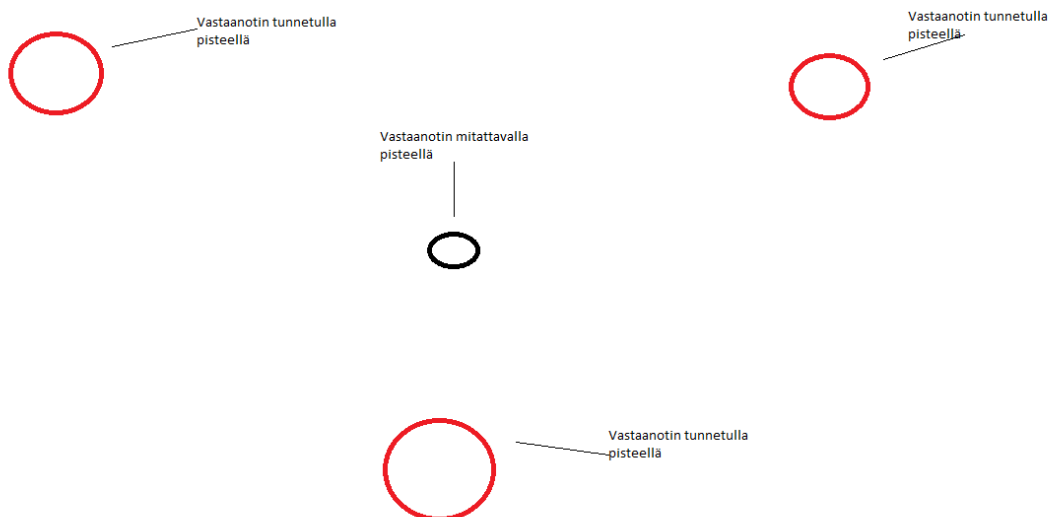 Vastaanotin tunnetulla
pisteellä
Vastaanotin tunnetulla
pisteellä
Vastaanotin mitattavalla
pisteellä
Vastaanotin tunnetulla
pisteellä